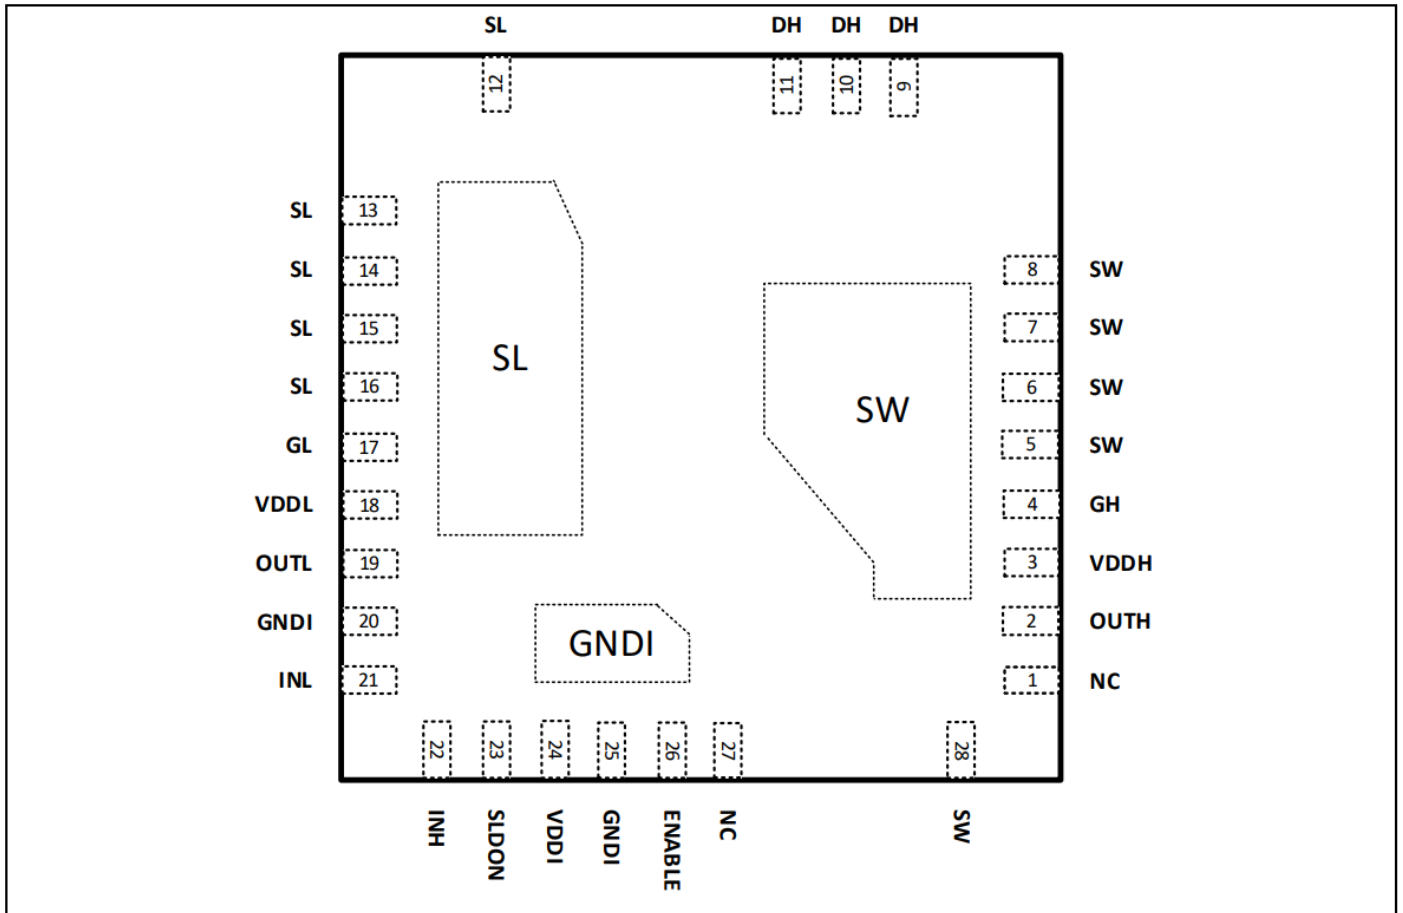 SL DH DH DH
12 11 10 9
SL 13
SL 14 8 SW
SL 15 7 SW
SL
SL 16 6 SW
SW
GL 17 5 SW
VDDL 18 4 GH
OUTL 19 3 VDDH
GNDI 20 2 OUTH
GNDI
INL 21 1 NC
22 23 24 25 26 27 28
INH SLDON VDDI GNDI ENABLE NC SW